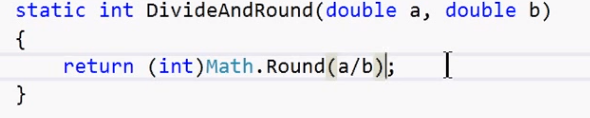 static int DivideAndRound(double a, double b)
{
return (int)Math.Round(a/b);
}